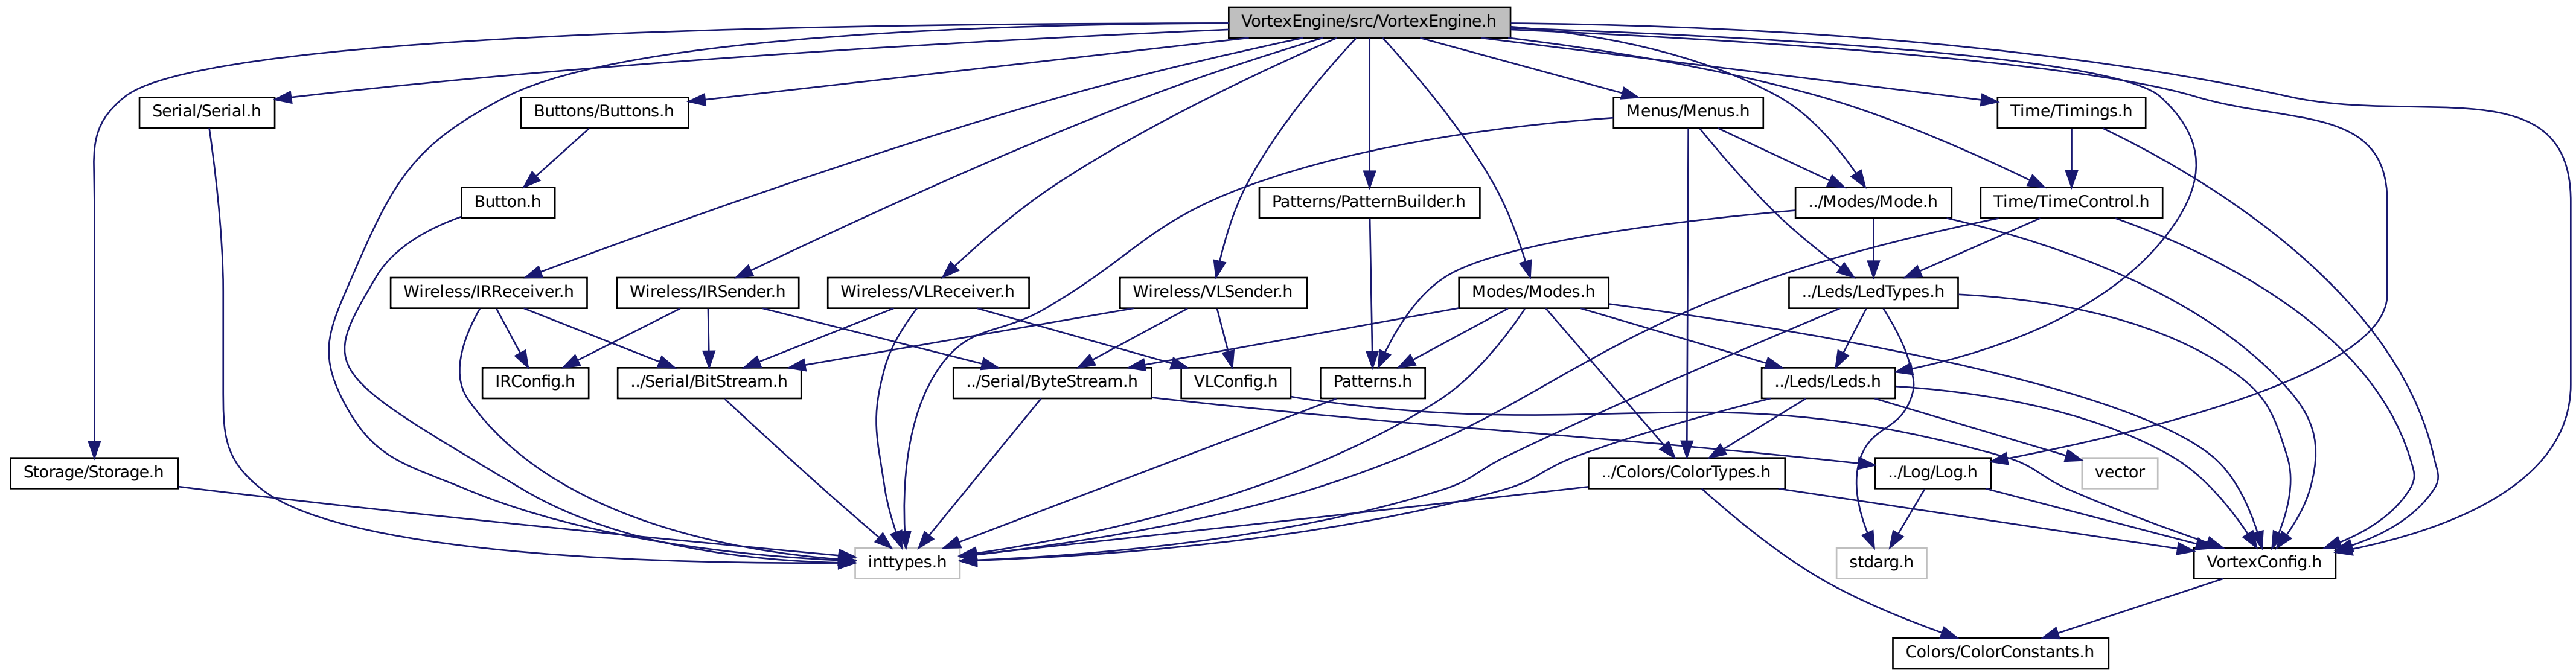 VortexEngine/src/VortexEngine.h
Serial/Serial.h
Buttons/Buttons.h
Menus/Menus.h
Time/Timings.h
Button.h
Patterns/PatternBuilder.h
../Modes/Mode.h
Time/TimeControl.h
Wireless/IRReceiver.h
Wireless/IRSender.h
Wireless/VLReceiver.h
Wireless/VLSender.h
Modes/Modes.h
../Leds/LedTypes.h
IRConfig.h
../Serial/BitStream.h
../Serial/ByteStream.h
VLConfig.h
Patterns.h
../Leds/Leds.h
Storage/Storage.h
../Colors/ColorTypes.h
../Log/Log.h
vector
inttypes.h
stdarg.h
VortexConfig.h
Colors/ColorConstants.h